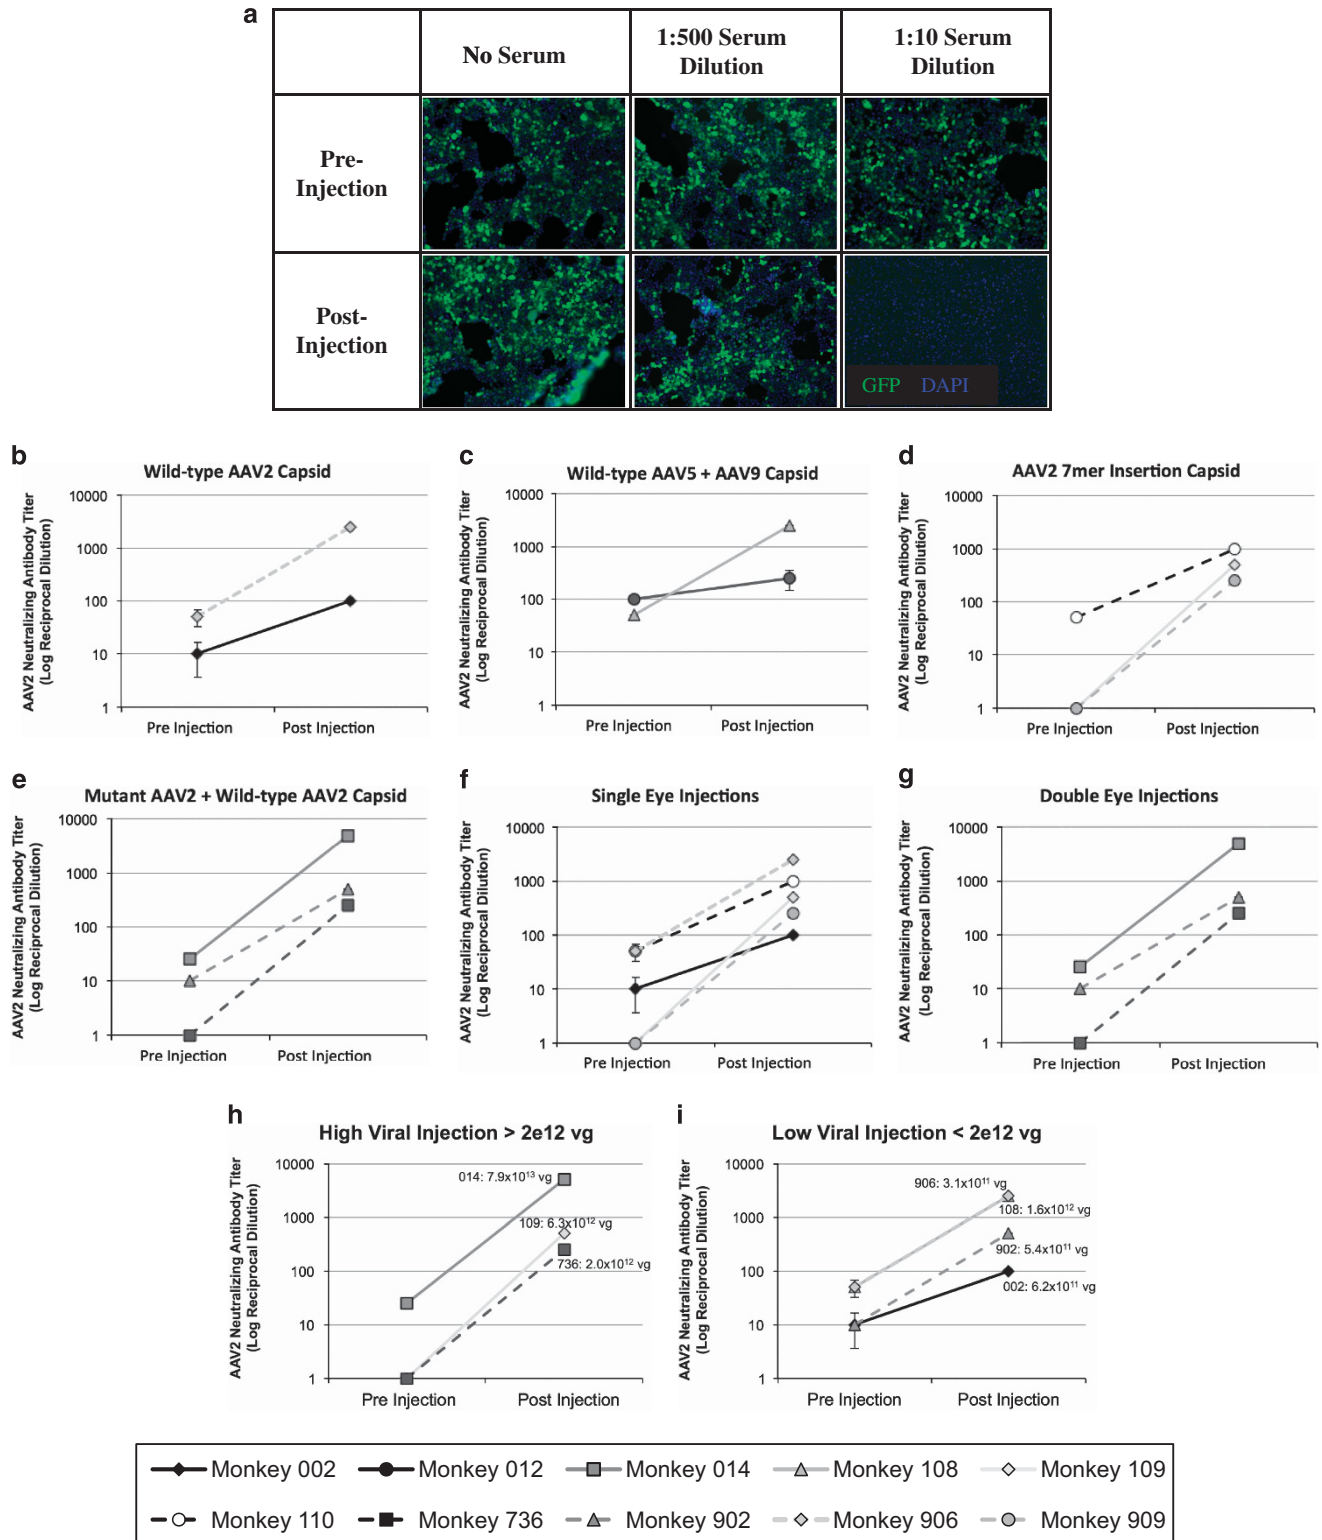 a
No Serum
1:500 Serum
Dilution
1:10 Serum
Dilution
Pre-
Injection
Post-
Injection
GFP DAPI
b
Wild-type AAV2 Capsid
AAV2 Neutralizing Antibody Titer
(Log Reciprocal Dilution)
10000
1000
100
10
1
Pre Injection
Post Injection
c
Wild-type AAV5 + AAV9 Capsid
AAV2 Neutralizing Antibody Titer
(Log Reciprocal Dilution)
10000
1000
100
10
1
Pre Injection
Post Injection
d
AAV2 7mer Insertion Capsid
AAV2 Neutralizing Antibody Titer
(Log Reciprocal Dilution)
10000
1000
100
10
1
Pre Injection
Post Injection
e
Mutant AAV2 + Wild-type AAV2 Capsid
AAV2 Neutralizing Antibody Titer
(Log Reciprocal Dilution)
10000
1000
100
10
1
Pre Injection
Post Injection
f
Single Eye Injections
AAV2 Neutralizing Antibody Titer
(Log Reciprocal Dilution)
10000
1000
100
10
1
Pre Injection
Post Injection
g
Double Eye Injections
AAV2 Neutralizing Antibody Titer
(Log Reciprocal Dilution)
10000
1000
100
10
1
Pre Injection
Post Injection
h
High Viral Injection > 2e12 vg
AAV2 Neutralizing Antibody Titer
(Log Reciprocal Dilution)
10000
1000
100
10
1
014: 7.9x10¹³ vg
109: 6.3x10¹² vg
736: 2.0x10¹² vg
Pre Injection
Post Injection
i
Low Viral Injection < 2e12 vg
AAV2 Neutralizing Antibody Titer
(Log Reciprocal Dilution)
10000
1000
100
10
1
906: 3.1x10¹¹ vg
108: 1.6x10¹² vg
902: 5.4x10¹¹ vg
002: 6.2x10¹¹ vg
Pre Injection
Post Injection
Monkey 002 Monkey 012 Monkey 014 Monkey 108 Monkey 109
Monkey 110 Monkey 736 Monkey 902 Monkey 906 Monkey 909